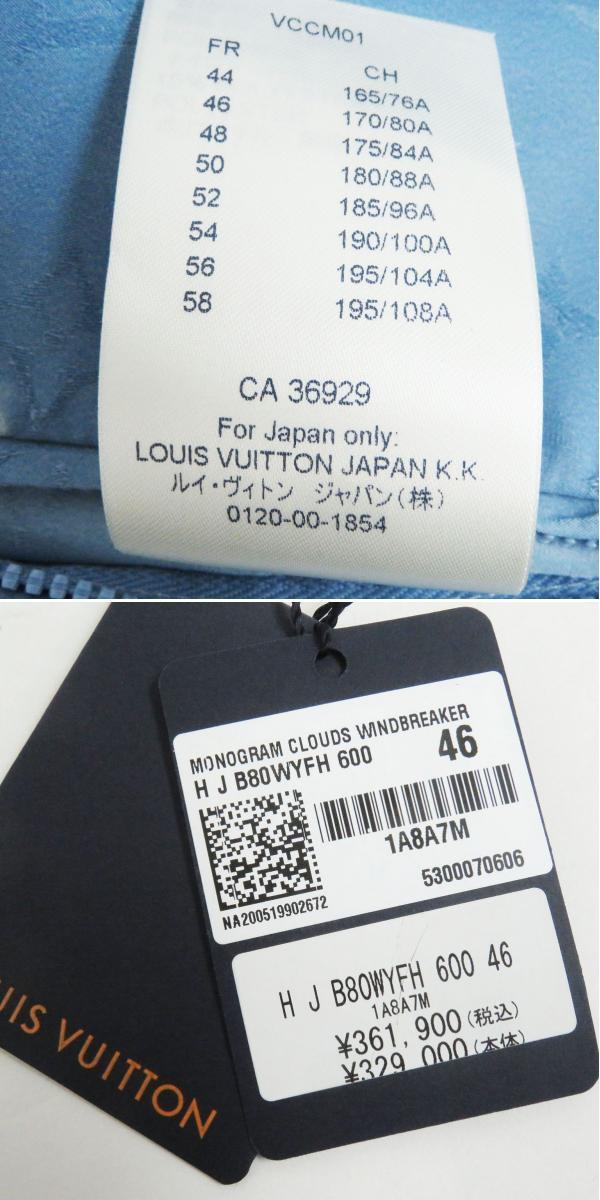 VCCM01
FR CH
44 165/76A
46 170/80A
48 175/84A
50 180/88A
52 185/96A
54 190/100A
56 195/104A
58 195/108A
CA 36929
For Japan only:
LOUIS VUITTON JAPAN K.K.
ルイ・ヴィトン ジャパン(株)
0120-00-1854
MONOGRAM CLOUDS WINDBREAKER
H J B80WYFH 600 46
1A8A7M
5300070606
NA200519902672
H J B80WYFH 600 46
1A8A7M
¥361,900(税込)
¥329,000(本体)
UIS VUITTON